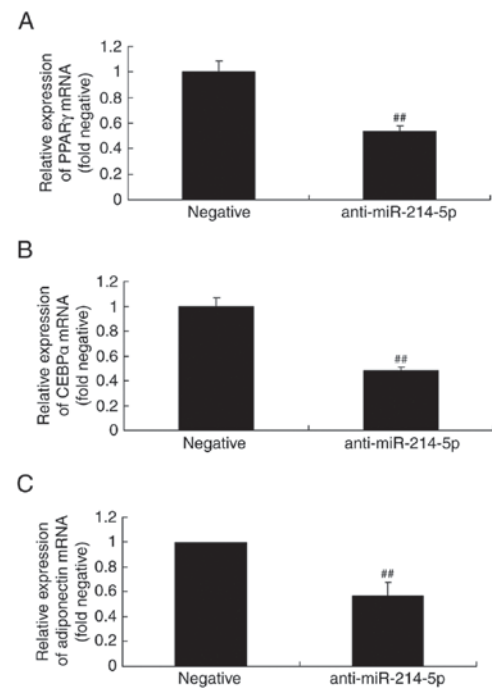 A
Relative expression
of PPARγ mRNA
(fold negative)
1.2
1
0.8
0.6
0.4
0.2
0
##
Negative
anti-miR-214-5p
B
Relative expression
of CEBPα mRNA
(fold negative)
1.2
1
0.8
0.6
0.4
0.2
0
##
Negative
anti-miR-214-5p
C
Relative expression
of adiponectin mRNA
(fold negative)
1.2
1
0.8
0.6
0.4
0.2
0
##
Negative
anti-miR-214-5p